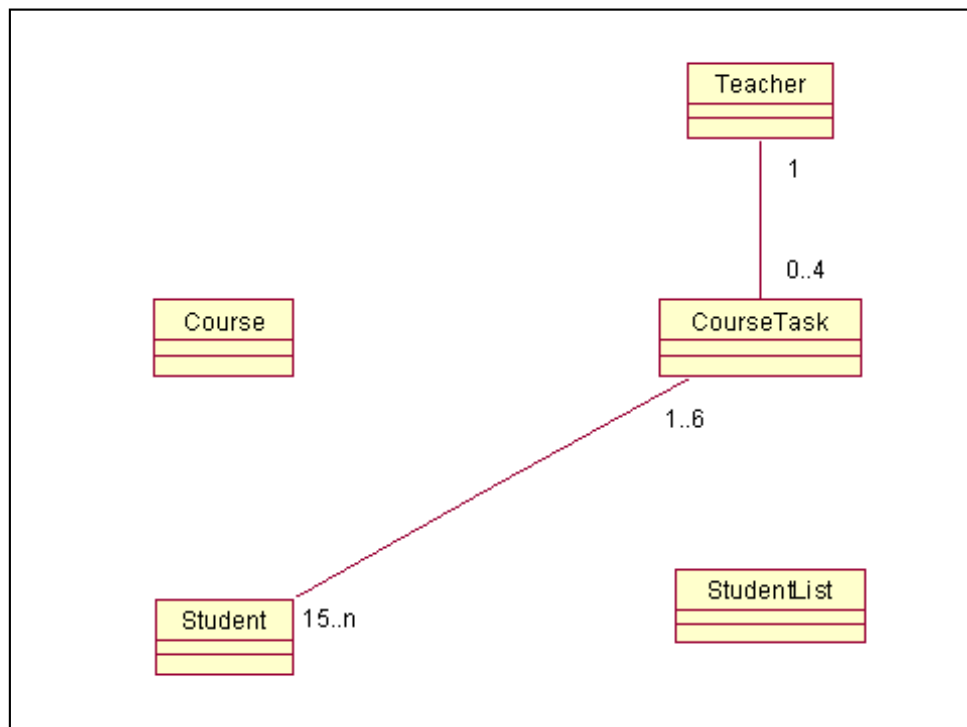 Teacher
1
0..4
Course
CourseTask
1..6
Student
15..n
StudentList